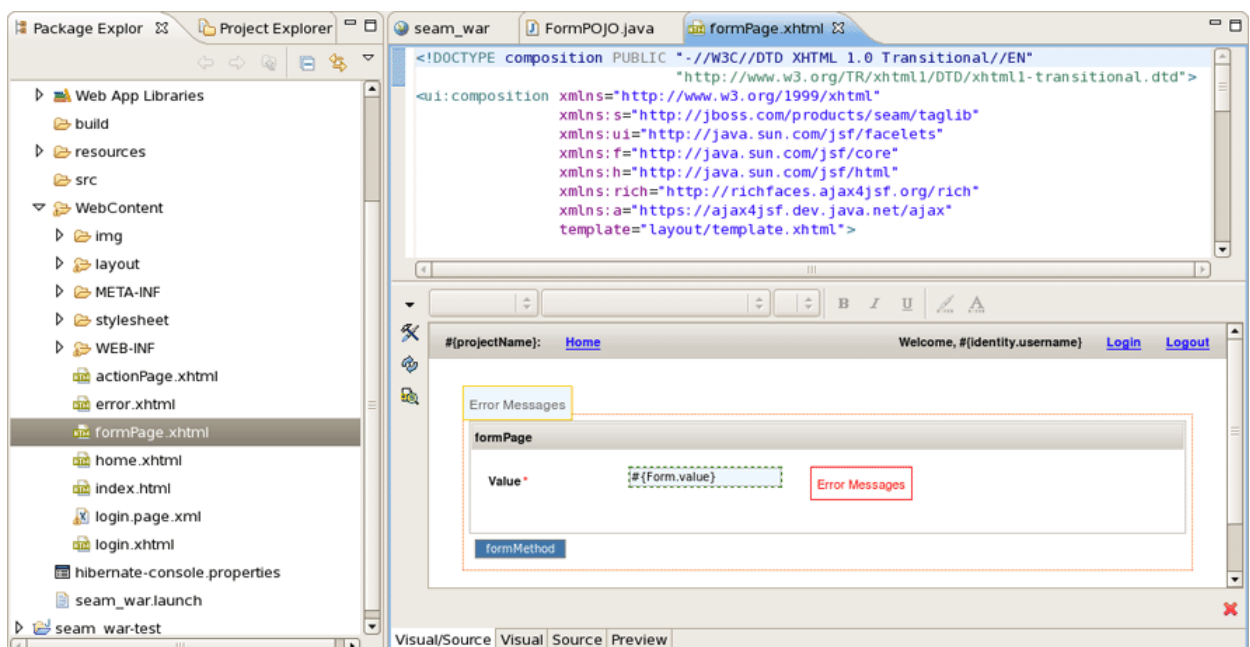 Package Explor
Project Explorer
Web App Libraries
build
resources
src
WebContent
img
layout
META-INF
stylesheet
WEB-INF
actionPage.xhtml
error.xhtml
formPage.xhtml
home.xhtml
index.html
login.page.xml
login.xhtml
hibernate-console.properties
seam_war.launch
seam_war-test
seam_war
FormPOJO.java
formPage.xhtml
<!DOCTYPE composition PUBLIC "-//W3C//DTD XHTML 1.0 Transitional//EN"
"http://www.w3.org/TR/xhtml1/DTD/xhtml1-transitional.dtd">
<ui:composition xmlns="http://www.w3.org/1999/xhtml"
xmlns:s="http://jboss.com/products/seam/taglib"
xmlns:ui="http://java.sun.com/jsf/facelets"
xmlns:f="http://java.sun.com/jsf/core"
xmlns:h="http://java.sun.com/jsf/html"
xmlns:rich="http://richfaces.ajax4jsf.org/rich"
xmlns:a="https://ajax4jsf.dev.java.net/ajax"
template="layout/template.xhtml">
B I U A
#{projectName}: Home Welcome, #{identity.username} Login Logout
Error Messages
formPage
Value * #{Form.value} Error Messages
formMethod
Visual/Source Visual Source Preview